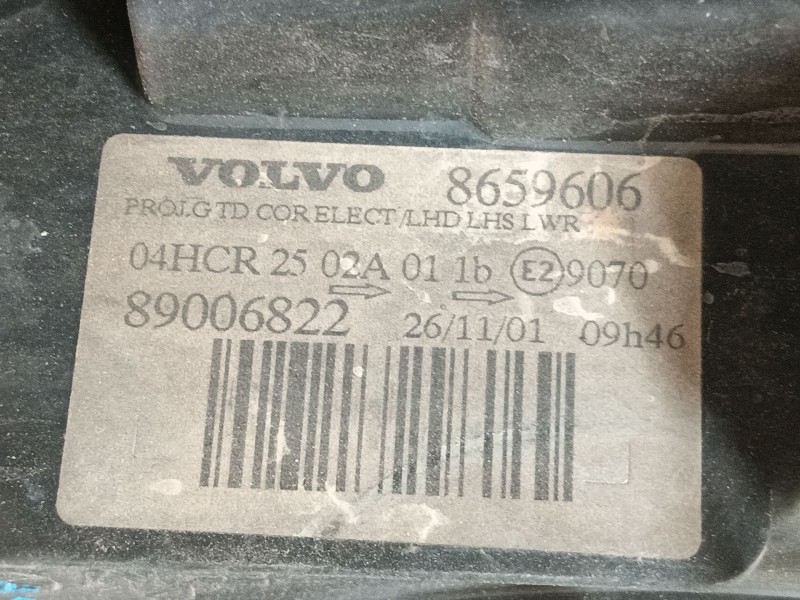 VOLVO 8659606
PROJ.G TD COR ELECT/LHD LHS LWR
04HCR 25 02A 01 1b E2 9070
89006822 26/11/01 09h46